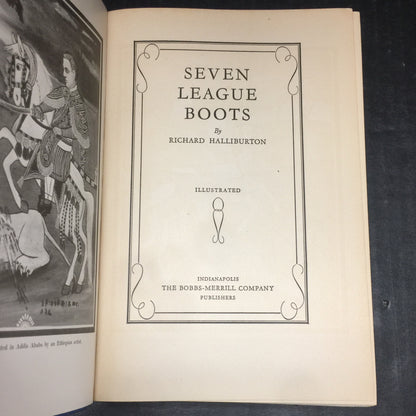 SEVEN
LEAGUE
BOOTS
By
RICHARD HALLIBURTON
ILLUSTRATED
INDIANAPOLIS
THE BOBBS-MERRILL COMPANY
PUBLISHERS
in Addis Ababa by an Ethiopian artist.